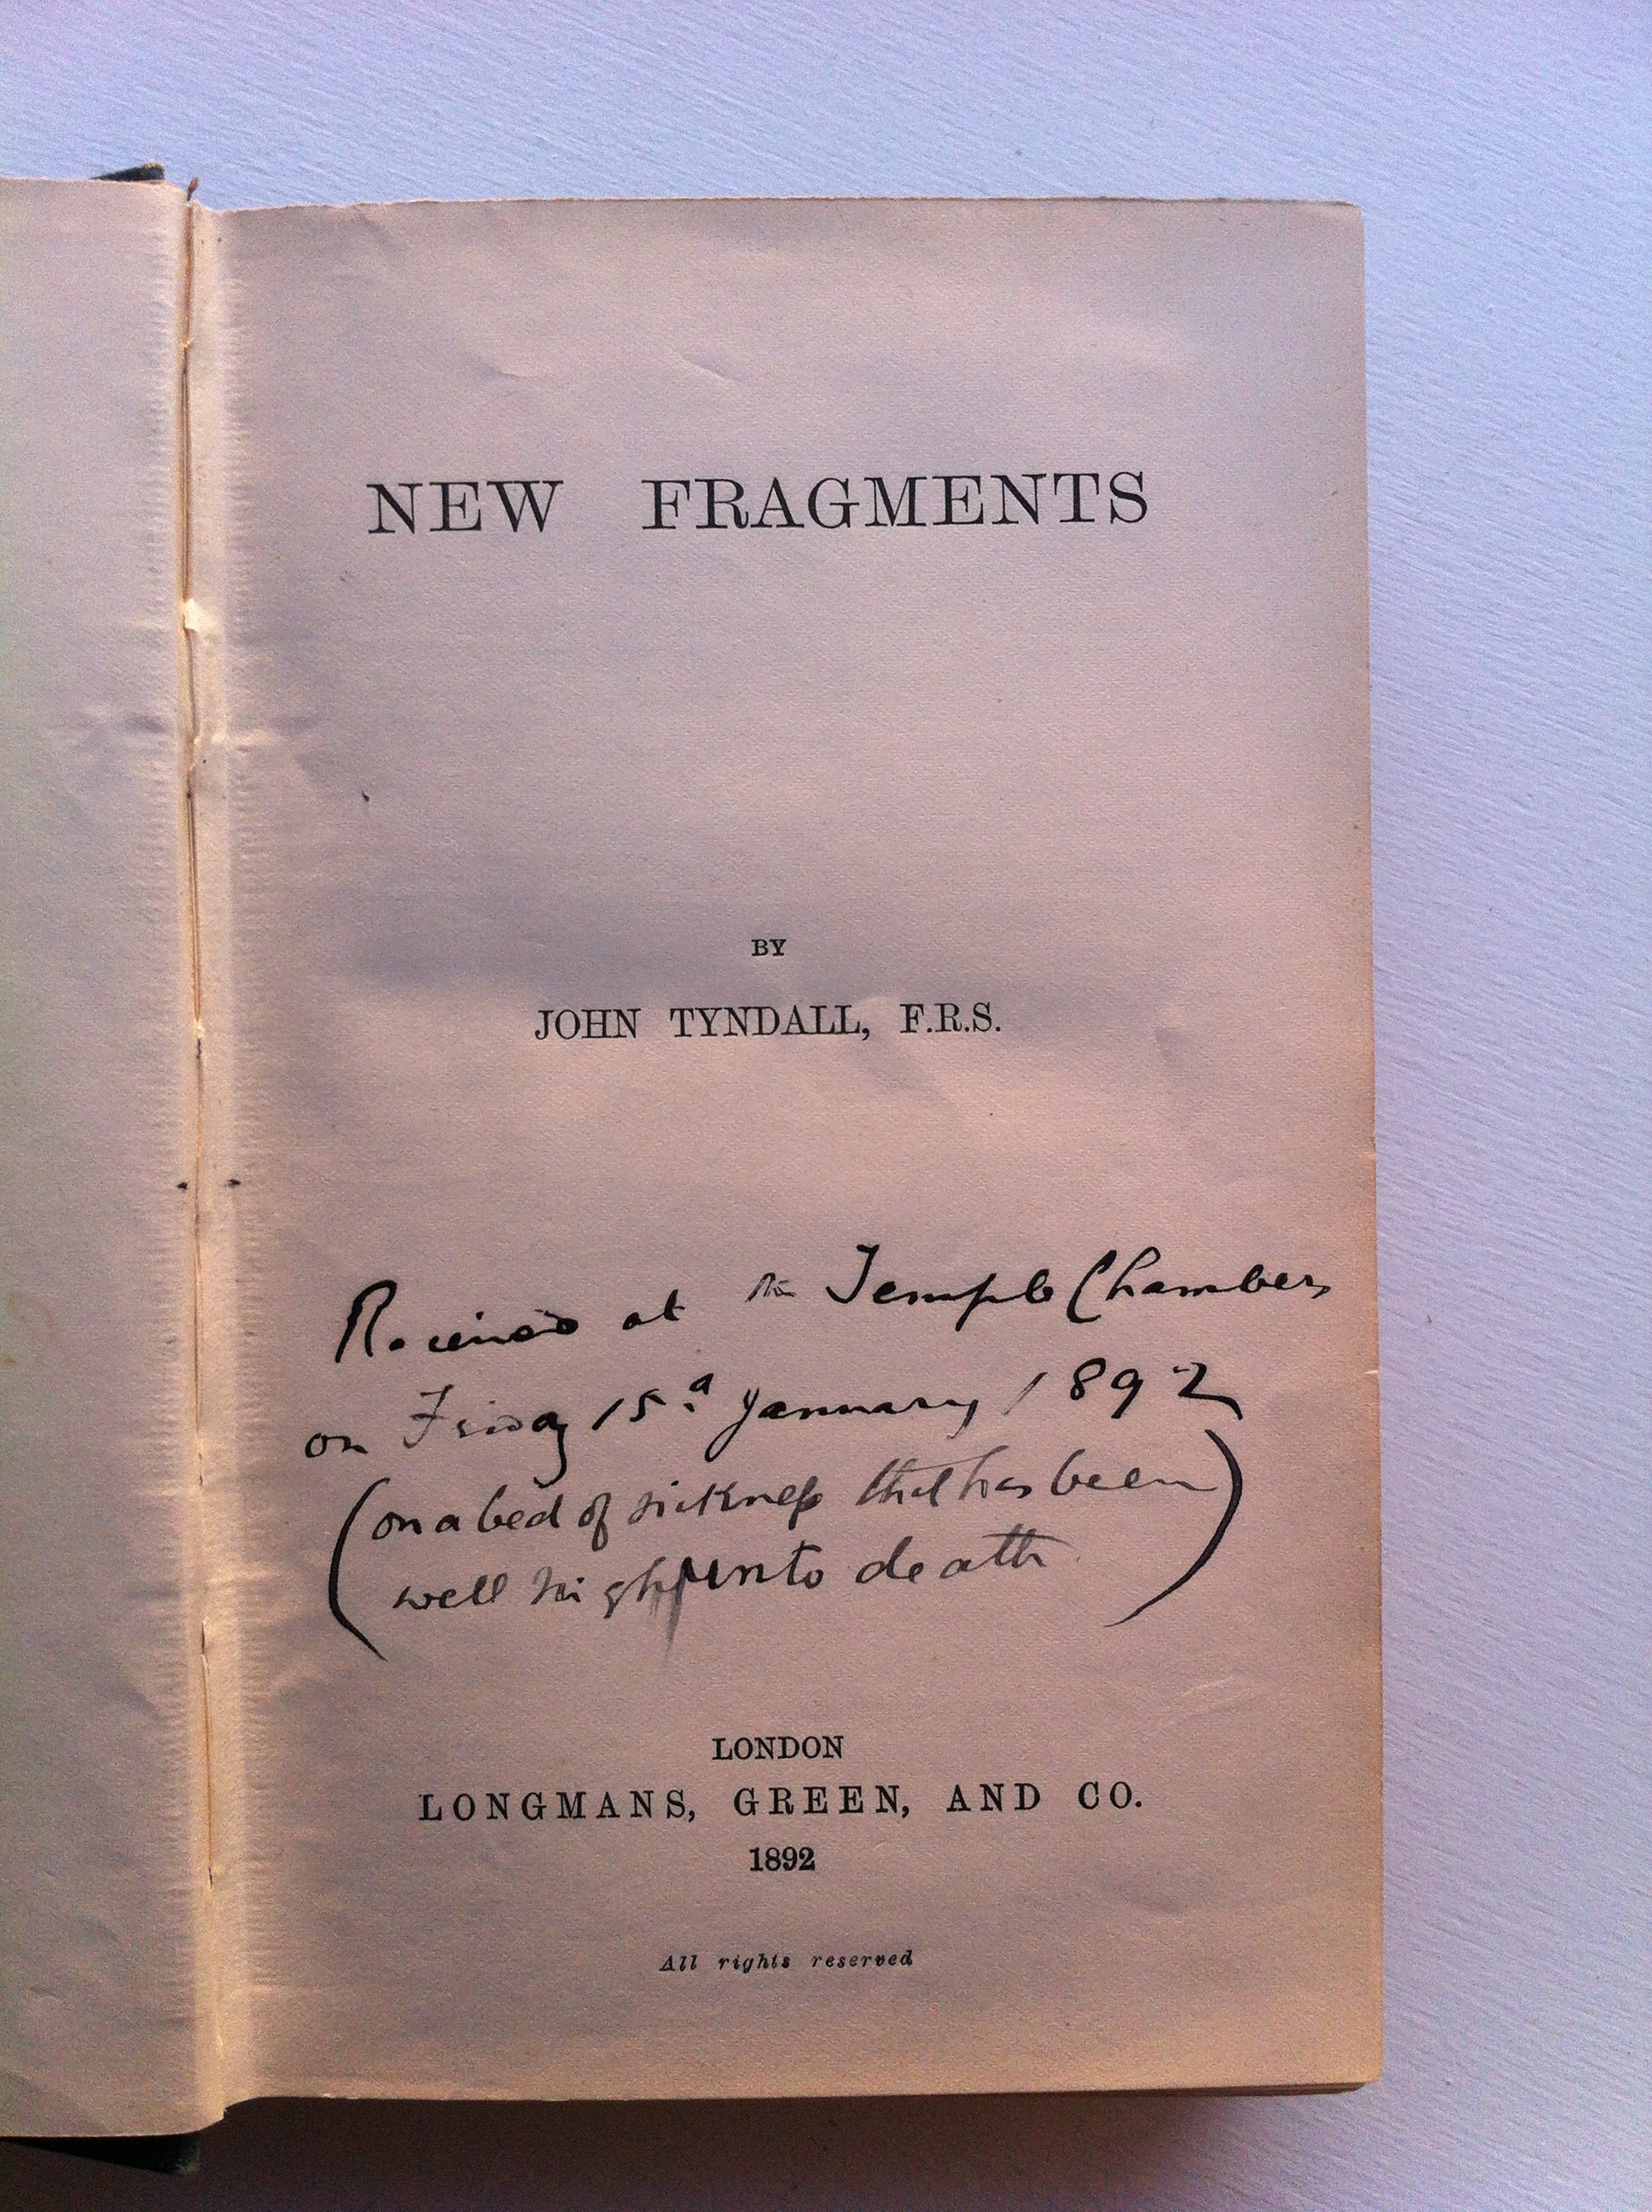 NEW FRAGMENTS
BY
JOHN TYNDALL, F.R.S.
Received at the Temple Chambers
on Friday 15th January 1892
(on a bed of sickness that has been
well nigh unto death)
LONDON
LONGMANS, GREEN, AND CO.
1892
All rights reserved